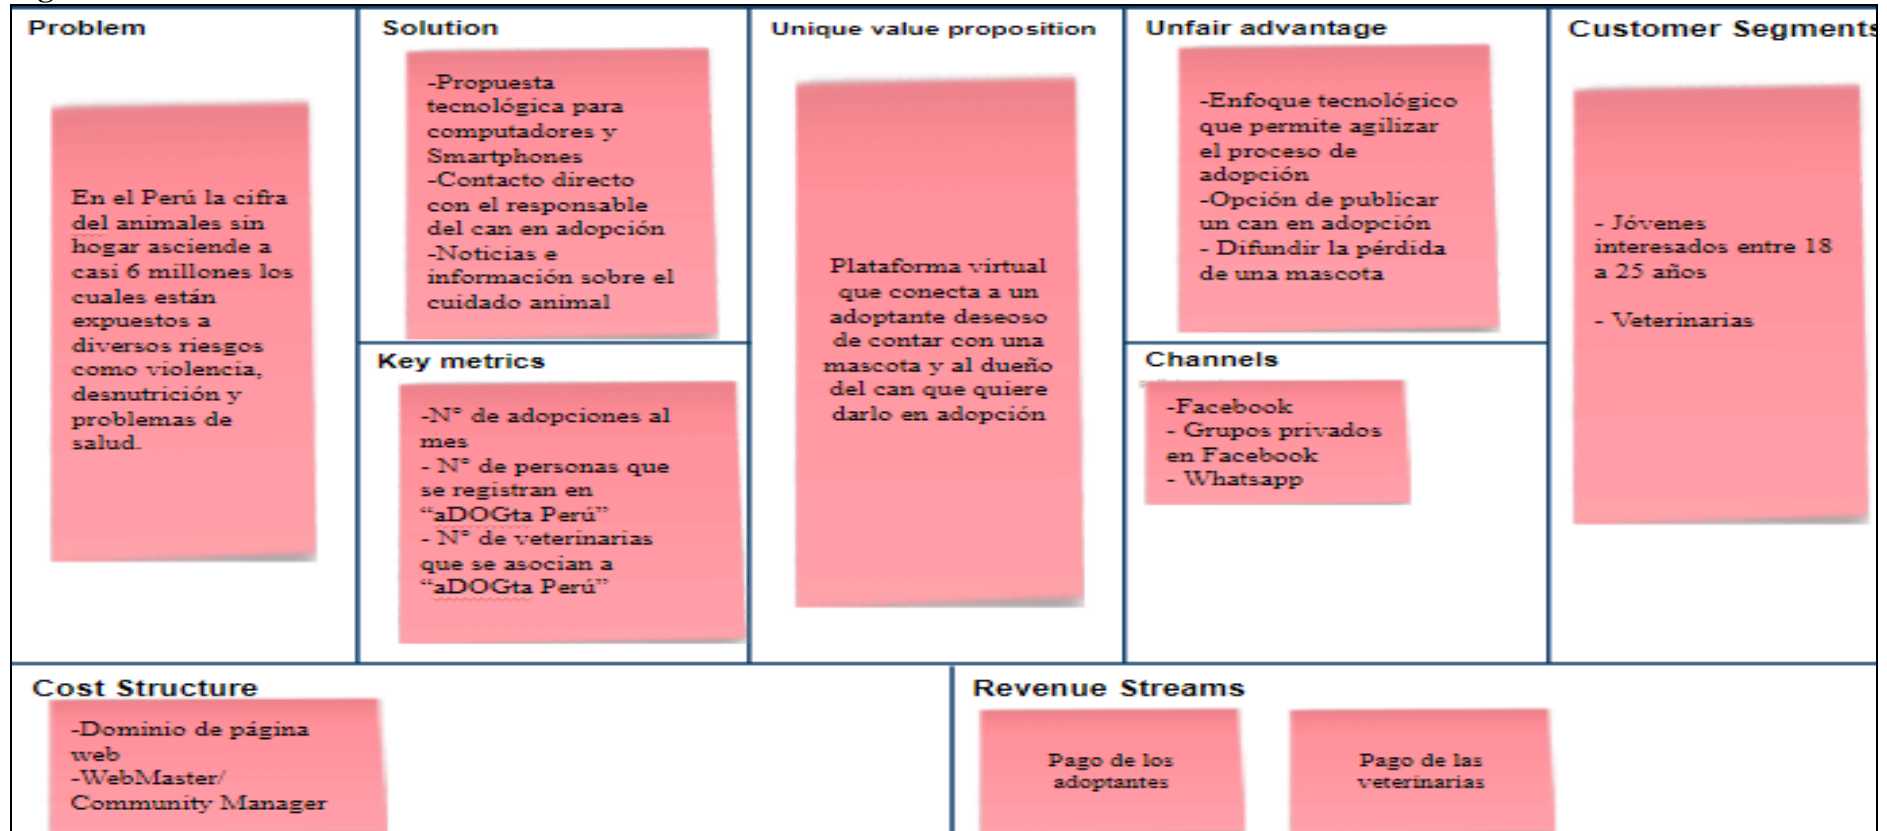 Problem
En el Perú la cifra
del animales sin
hogar asciende a
casi 6 millones los
cuales están
expuestos a
diversos riesgos
como violencia,
desnutrición y
problemas de
salud.
Solution
-Propuesta
tecnológica para
computadores y
Smartphones
-Contacto directo
con el responsable
del can en adopción
-Noticias e
información sobre el
cuidado animal
Key metrics
-N° de adopciones al
mes
- N° de personas que
se registran en
“aDOGta Perú”
- N° de veterinarias
que se asocian a
“aDOGta Perú”
Unique value proposition
Plataforma virtual
que conecta a un
adoptante deseoso
de contar con una
mascota y al dueño
del can que quiere
darlo en adopción
Unfair advantage
-Enfoque tecnológico
que permite agilizar
el proceso de
adopción
-Opción de publicar
un can en adopción
- Difundir la pérdida
de una mascota
Channels
-Facebook
- Grupos privados
en Facebook
- Whatsapp
Customer Segments
- Jóvenes
interesados entre 18
a 25 años
- Veterinarias
Cost Structure
-Dominio de página
web
-WebMaster/
Community Manager
Revenue Streams
Pago de los
adoptantes
Pago de las
veterinarias